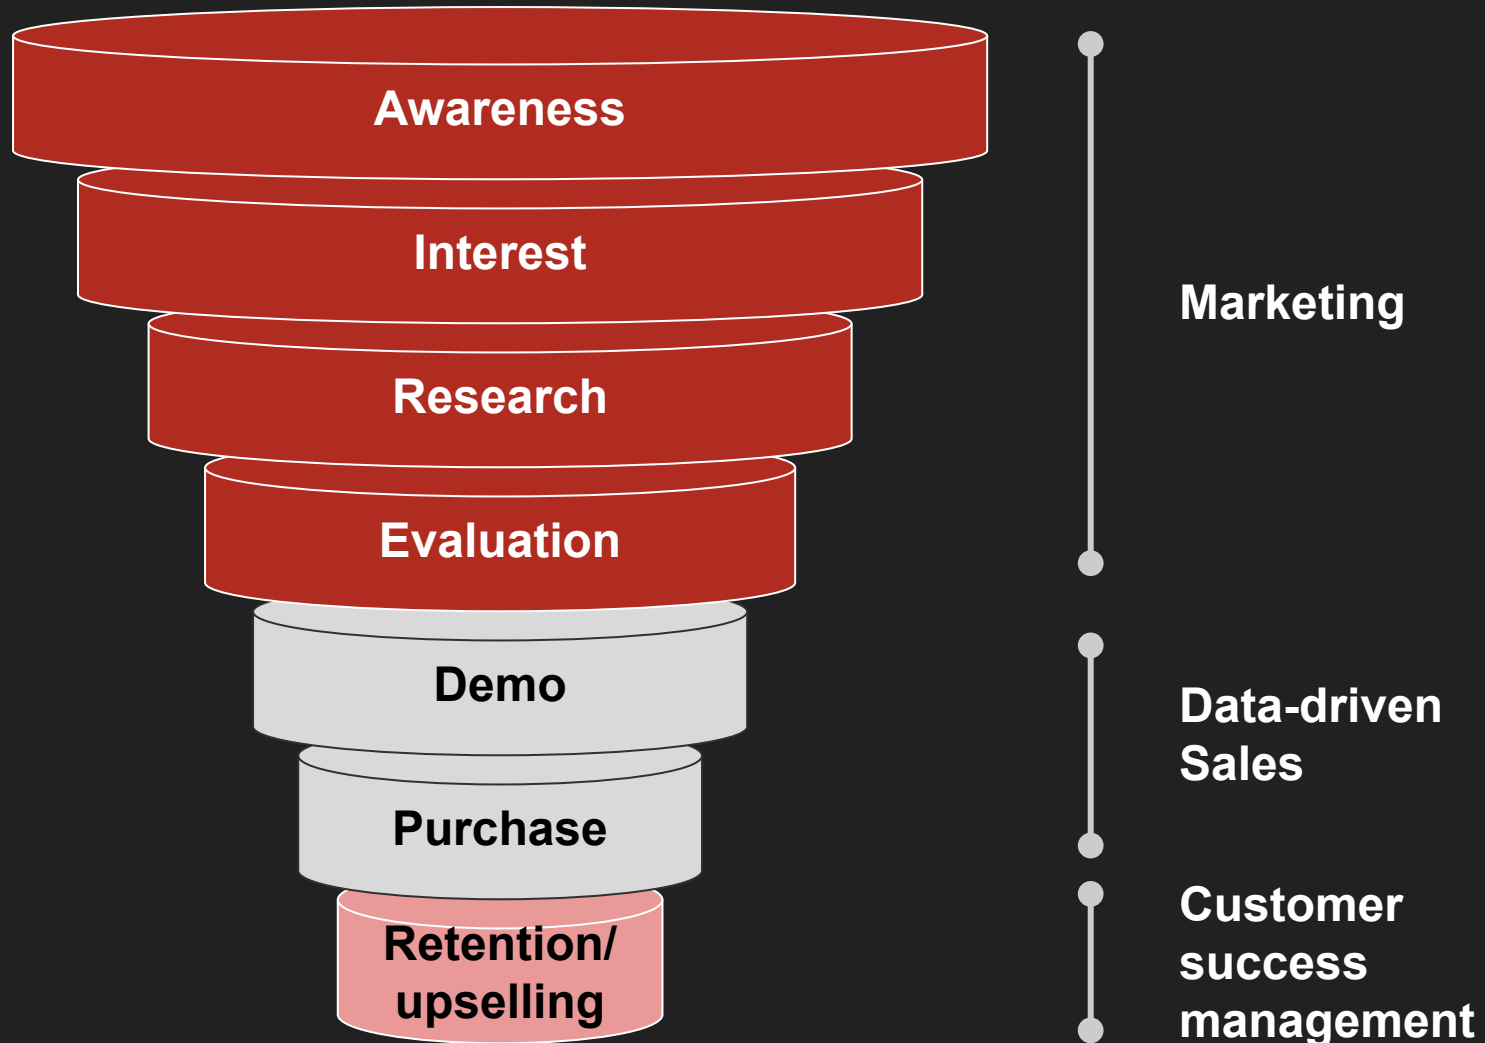 Awareness
Interest
Research
Evaluation
Demo
Purchase
Retention/
upselling
Marketing
Data-driven
Sales
Customer
success
management